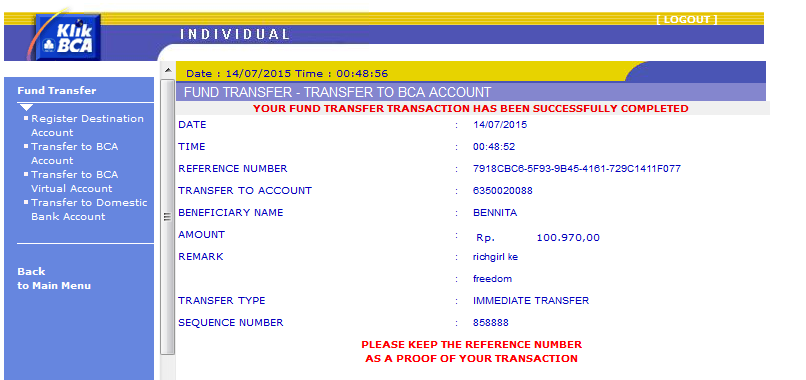 Klik
BCA
INDIVIDUAL
[ LOGOUT ]
Fund Transfer
Register Destination
Account
Transfer to BCA
Account
Transfer to BCA
Virtual Account
Transfer to Domestic
Bank Account
Back
to Main Menu
Date : 14/07/2015 Time : 00:48:56
FUND TRANSFER - TRANSFER TO BCA ACCOUNT
YOUR FUND TRANSFER TRANSACTION HAS BEEN SUCCESSFULLY COMPLETED
DATE : 14/07/2015
TIME : 00:48:52
REFERENCE NUMBER : 7918CBC6-5F93-9B45-4161-729C1411F077
TRANSFER TO ACCOUNT : 6350020088
BENEFICIARY NAME : BENNITA
AMOUNT : Rp. 100.970,00
REMARK : richgirl ke
: freedom
TRANSFER TYPE : IMMEDIATE TRANSFER
SEQUENCE NUMBER : 858888
PLEASE KEEP THE REFERENCE NUMBER
AS A PROOF OF YOUR TRANSACTION